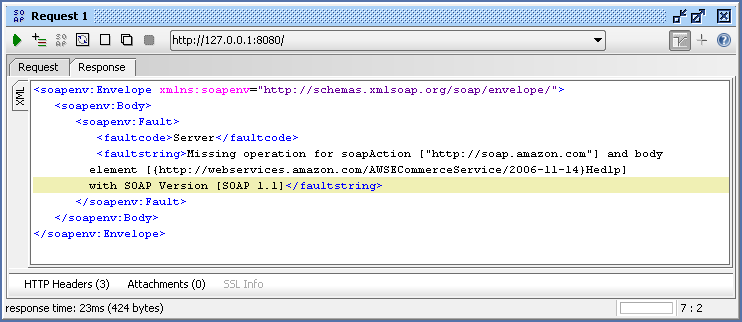 Request 1
SO
AP
SO
AP
http://127.0.0.1:8080/
Request Response
XML
<soapenv:Envelope xmlns:soapenv="http://schemas.xmlsoap.org/soap/envelope/">
<soapenv:Body>
<soapenv:Fault>
<faultcode>Server</faultcode>
<faultstring>Missing operation for soapAction ["http://soap.amazon.com"] and body
element [{http://webservices.amazon.com/AWSECommerceService/2006-11-14}Hedlp]
with SOAP Version [SOAP 1.1]</faultstring>
</soapenv:Fault>
</soapenv:Body>
</soapenv:Envelope>
HTTP Headers (3) Attachments (0) SSL Info
response time: 23ms (424 bytes) 7 : 2